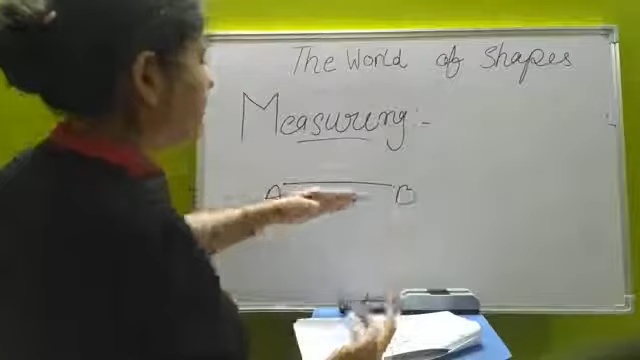 The World of Shapes
Measuring :-
A B